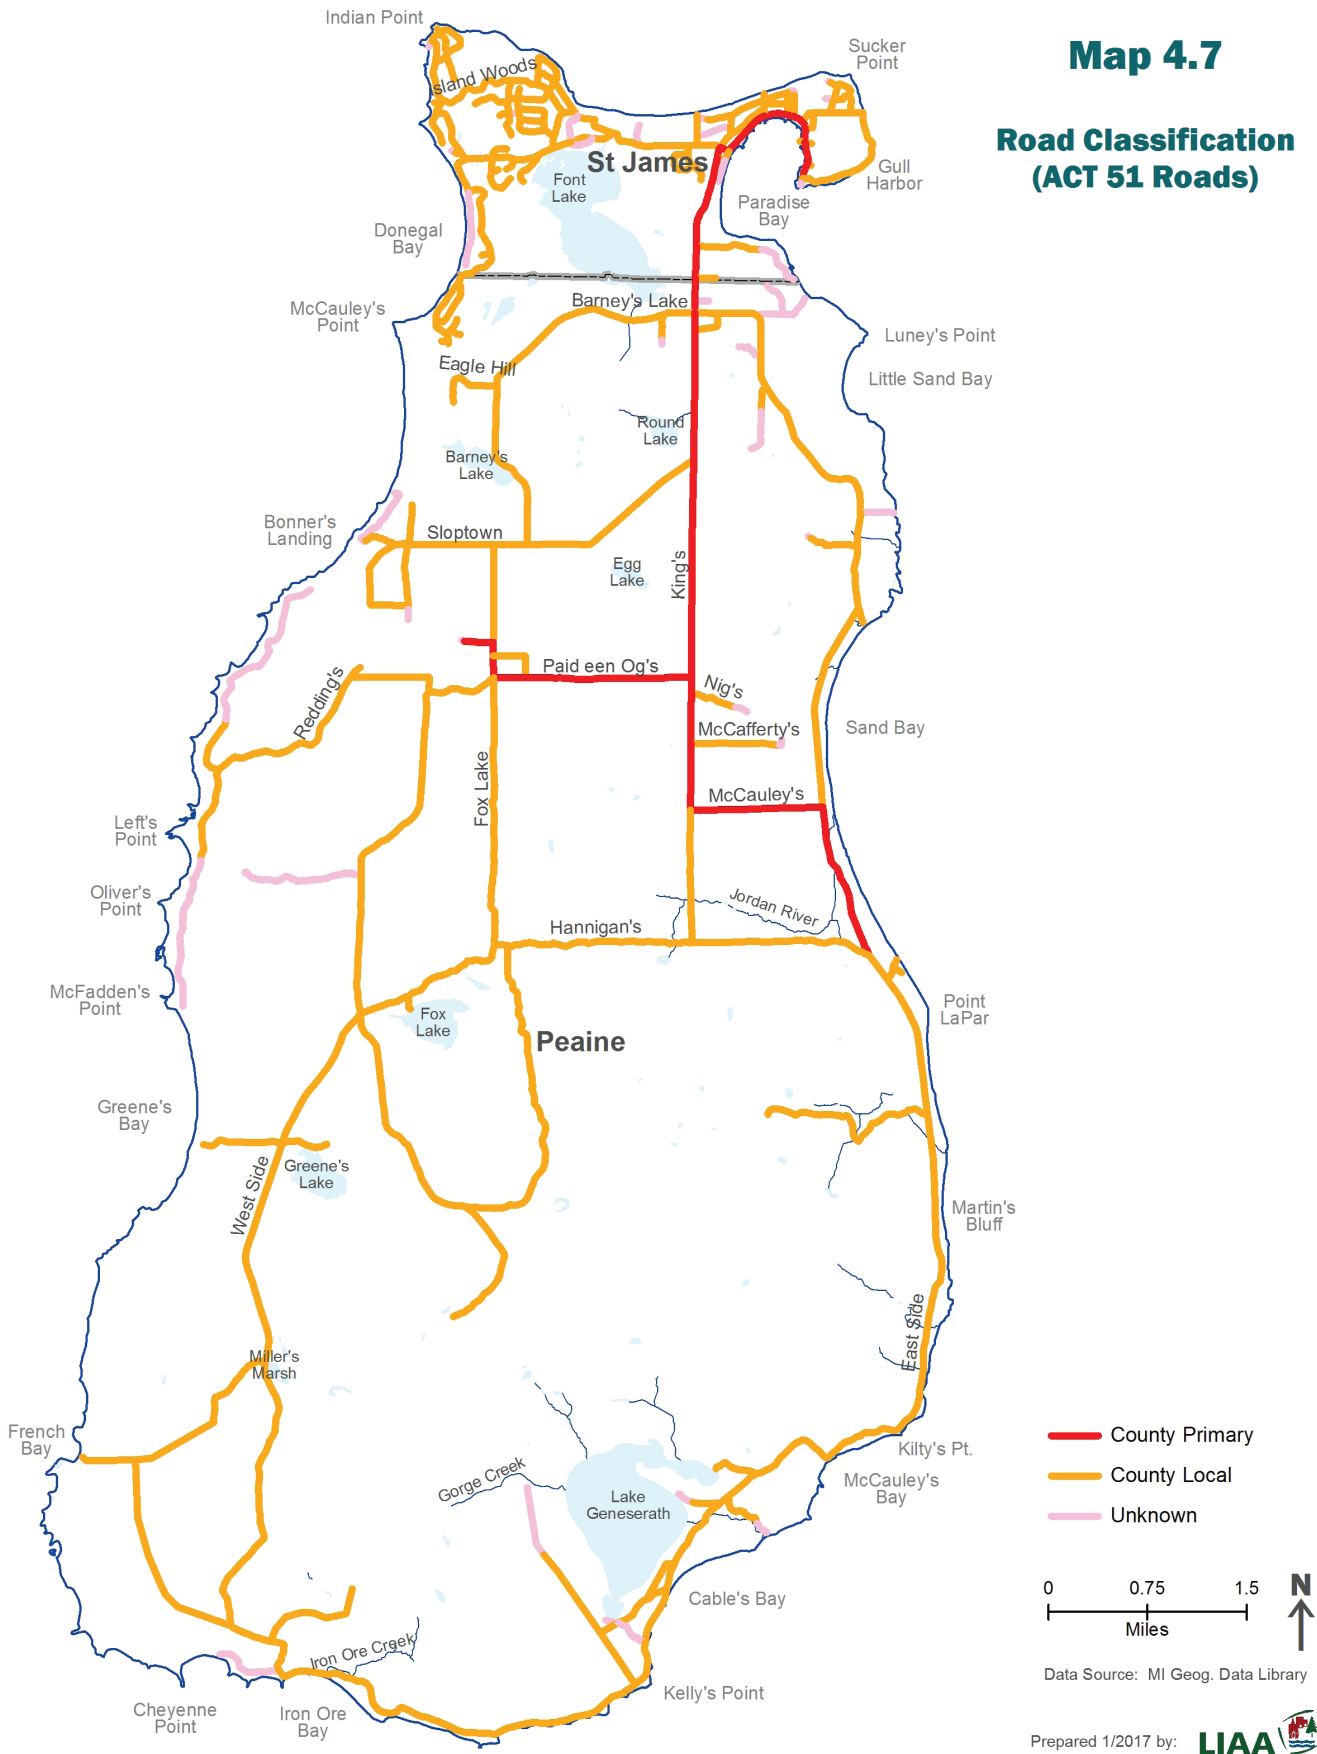 Indian Point
Map 4.7
Sucker
Point
Island Woods
Road Classification
(ACT 51 Roads)
St James
Gull
Harbor
Font
Lake
Paradise
Bay
Donegal
Bay
McCauley's
Point
Barney's Lake
Luney's Point
Eagle Hill
Little Sand Bay
Round
Lake
Barney's
Lake
Bonner's
Landing
Sloptown
Egg
Lake
King's
Paid een Og's
Redding's
Nig's
McCafferty's
Sand Bay
Fox Lake
McCauley's
Left's
Point
Oliver's
Point
Jordan River
Hannigan's
McFadden's
Point
Point
LaPar
Fox
Lake
Peaine
Greene's
Bay
Greene's
Lake
West Side
Martin's
Bluff
East Side
Miller's
Marsh
French
Bay
Kilty's Pt.
McCauley's
Bay
Gorge Creek
Lake
Geneserath
County Primary
County Local
Unknown
Cable's Bay
0 0.75 1.5
Miles
N
Iron Ore Creek
Data Source: MI Geog. Data Library
Kelly's Point
Cheyenne
Point
Iron Ore
Bay
Prepared 1/2017 by:
LIAA